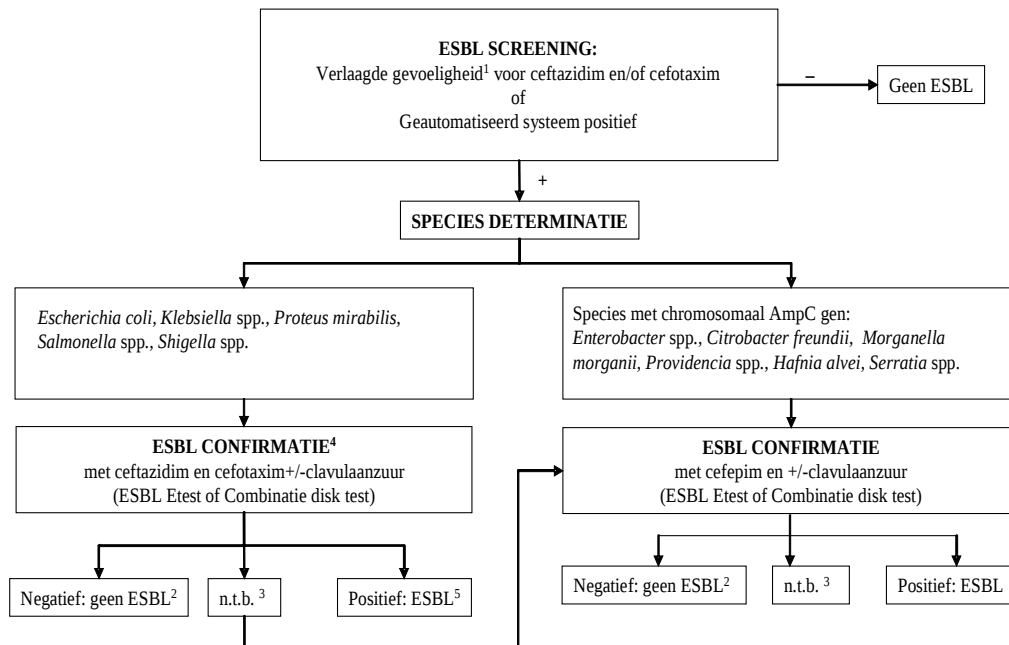 ESBL SCREENING:
Verlaagde gevoeligheid¹ voor ceftazidim en/of cefotaxim
of
Geautomatiseerd systeem positief
–
Geen ESBL
+
SPECIES DETERMINATIE
Escherichia coli, Klebsiella spp., Proteus mirabilis,
Salmonella spp., Shigella spp.
Species met chromosomaal AmpC gen:
Enterobacter spp., Citrobacter freundii, Morganella
morganii, Providencia spp., Hafnia alvei, Serratia spp.
ESBL CONFIRMATIE⁴
met ceftazidim en cefotaxim+/-clavulaanzuur
(ESBL Etest of Combinatie disk test)
ESBL CONFIRMATIE
met cefepim en +/-clavulaanzuur
(ESBL Etest of Combinatie disk test)
Negatief: geen ESBL²
n.t.b. ³
Positief: ESBL⁵
Negatief: geen ESBL²
n.t.b. ³
Positief: ESBL